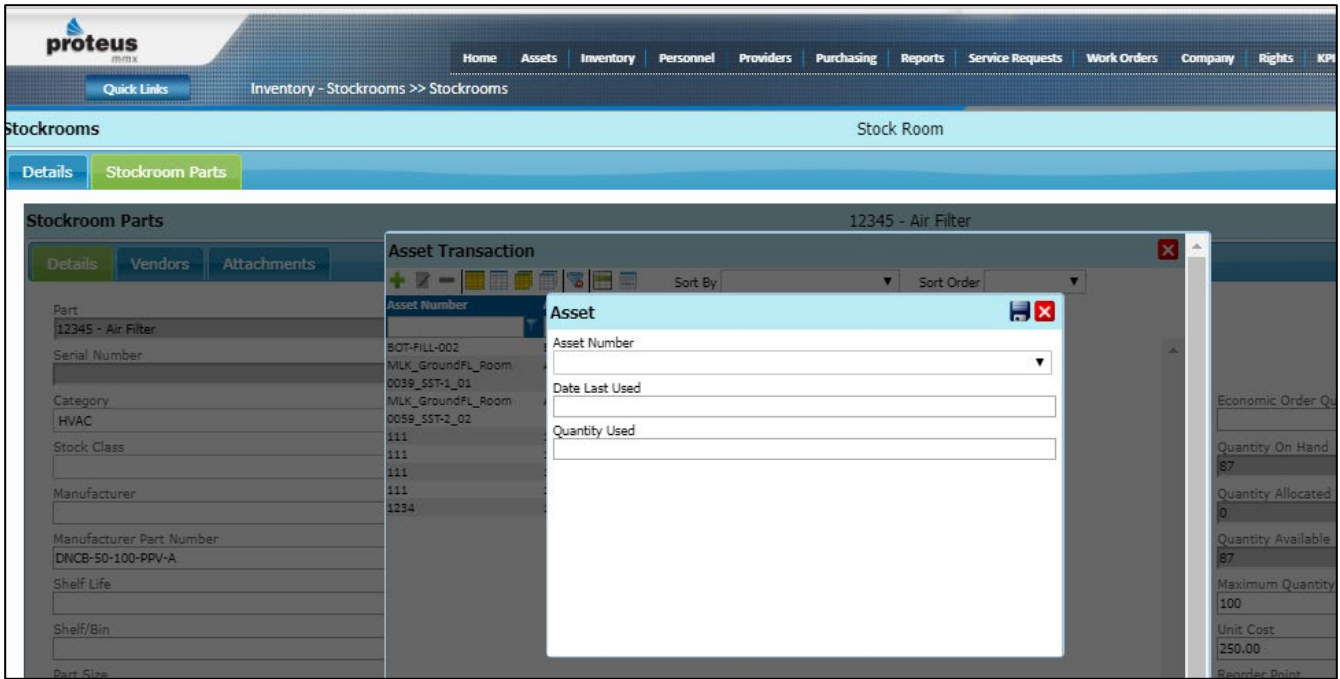 proteus
mmx
Home Assets Inventory Personnel Providers Purchasing Reports Service Requests Work Orders Company Rights KPI
Quick Links Inventory - Stockrooms >> Stockrooms
Stockrooms Stock Room
Details Stockroom Parts
Stockroom Parts 12345 - Air Filter
Details Vendors Attachments
Asset Transaction
Sort By Sort Order
Part
12345 - Air Filter
Serial Number
Category
HVAC
Stock Class
Manufacturer
Manufacturer Part Number
DNCB-50-100-PPV-A
Shelf Life
Shelf/Bin
Part Size
Asset Number
BOT-FILL-002
MLK_GroundFL_Room
0039_SST-1_01
MLK_GroundFL_Room
0059_SST-2_02
111
111
111
111
1234
Asset
Asset Number
Date Last Used
Quantity Used
Economic Order
Quantity On Hand
87
Quantity Allocated
0
Quantity Available
87
Maximum Quantity
100
Unit Cost
250.00
Reorder Point